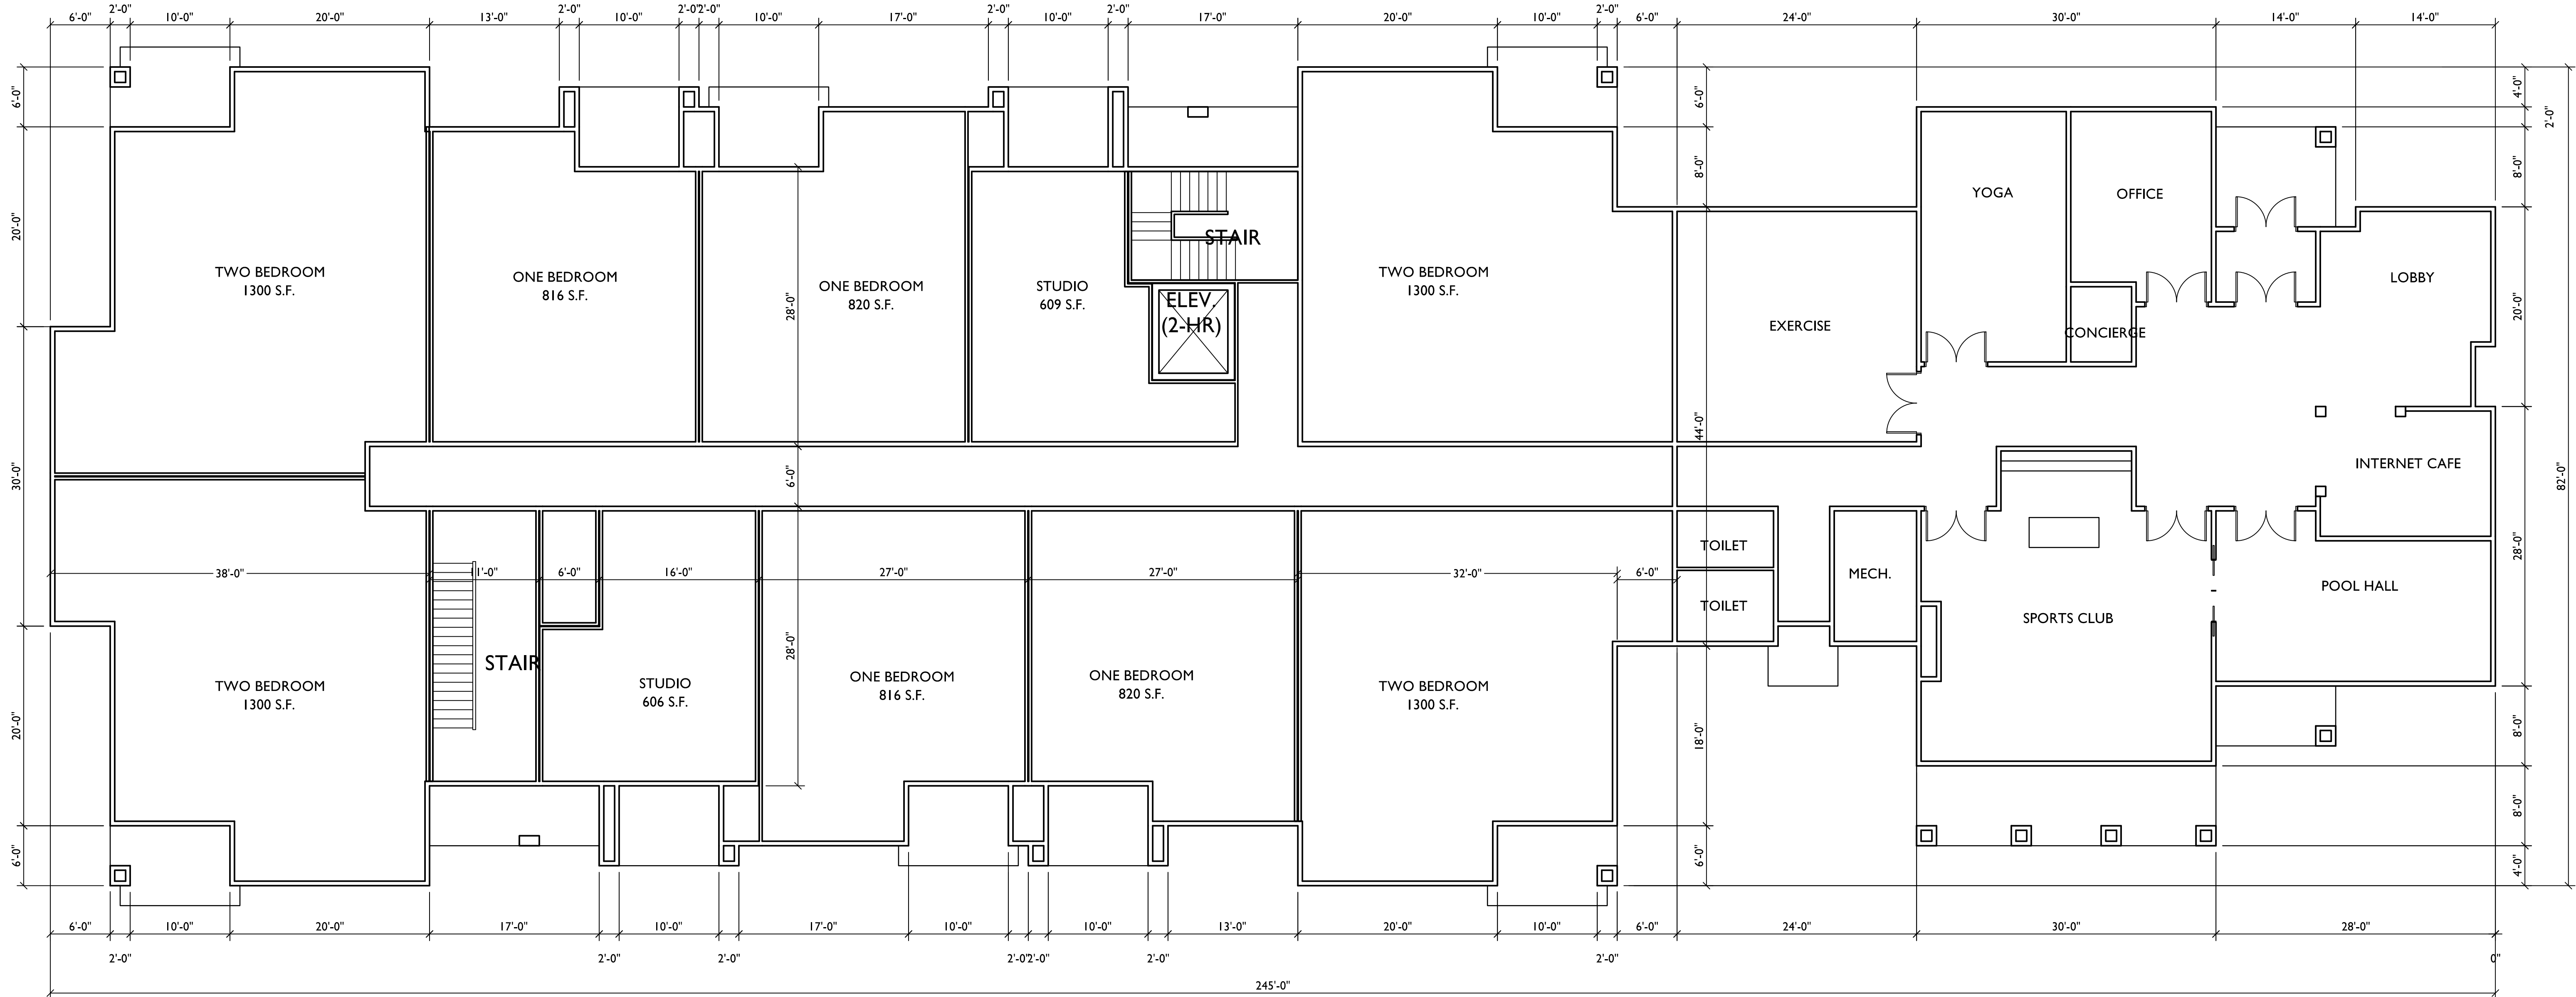 6'-0"
2'-0"
10'-0"
20'-0"
13'-0"
2'-0"
10'-0"
2'-0"
2'-0"
10'-0"
17'-0"
2'-0"
10'-0"
2'-0"
17'-0"
20'-0"
10'-0"
2'-0"
6'-0"
24'-0"
30'-0"
14'-0"
14'-0"
6'-0"
20'-0"
30'-0"
20'-0"
6'-0"
TWO BEDROOM
1300 S.F.
ONE BEDROOM
816 S.F.
28'-0"
ONE BEDROOM
820 S.F.
STUDIO
609 S.F.
STAIR
ELEV.
(2-HR)
TWO BEDROOM
1300 S.F.
6'-0"
8'-0"
44'-0"
18'-0"
6'-0"
EXERCISE
YOGA
OFFICE
CONCIERGE
LOBBY
INTERNET CAFE
4'-0"
2'-0"
8'-0"
20'-0"
28'-0"
8'-0"
8'-0"
4'-0"
82'-0"
6'-0"
38'-0"
11'-0"
6'-0"
16'-0"
27'-0"
27'-0"
32'-0"
6'-0"
TWO BEDROOM
1300 S.F.
STAIR
STUDIO
606 S.F.
28'-0"
ONE BEDROOM
816 S.F.
ONE BEDROOM
820 S.F.
TWO BEDROOM
1300 S.F.
TOILET
TOILET
MECH.
SPORTS CLUB
POOL HALL
6'-0"
10'-0"
20'-0"
17'-0"
10'-0"
17'-0"
10'-0"
10'-0"
13'-0"
20'-0"
10'-0"
6'-0"
24'-0"
30'-0"
28'-0"
2'-0"
2'-0"
2'-0"
2'-0"
2'-0"
2'-0"
2'-0"
0"
245'-0"